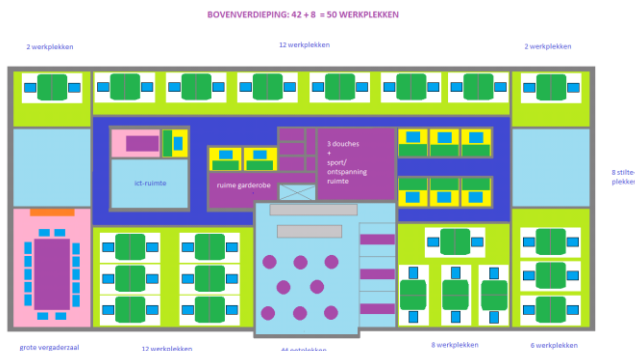 BOVENVERDIEPING: 42 + 8 = 50 WERKPLEKKEN
2 werkplekken
12 werkplekken
2 werkplekken
3 douches
+
sport/
ontspanning
ruimte
ict-ruimte
ruime garderobe
8 stilte
plekken
grote vergaderzaal
12 werkplekken
8 werkplekken
6 werkplekken